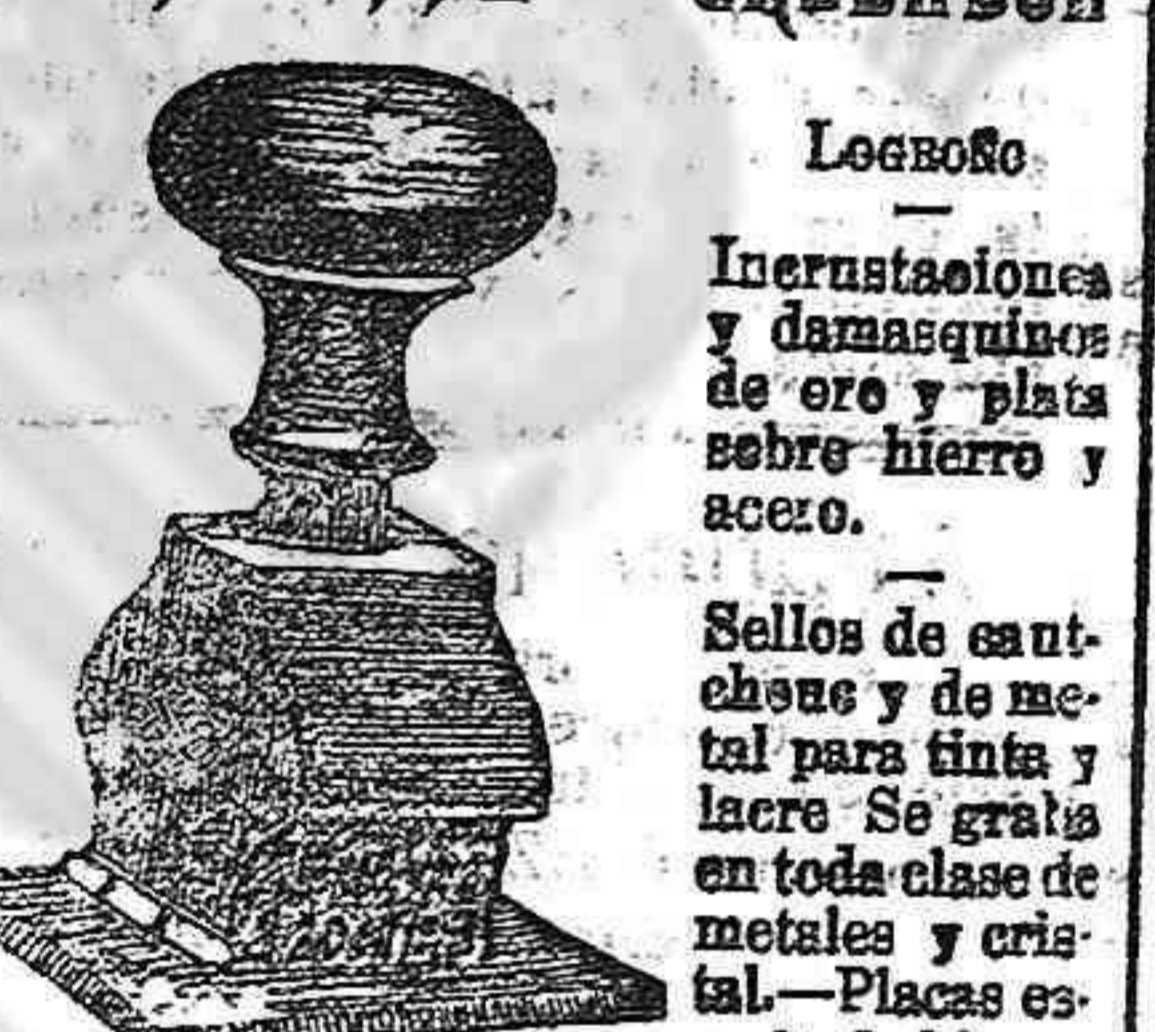 LOGROÑO
—
Incrustaciones
y damasquinos
de oro y plata
sobre hierro y
acero.
—
Sellos de caut-
chouc y de me-
tal para tinta y
lacre Se graba
en toda clase de
metales y cris-
tal.—Placas es-